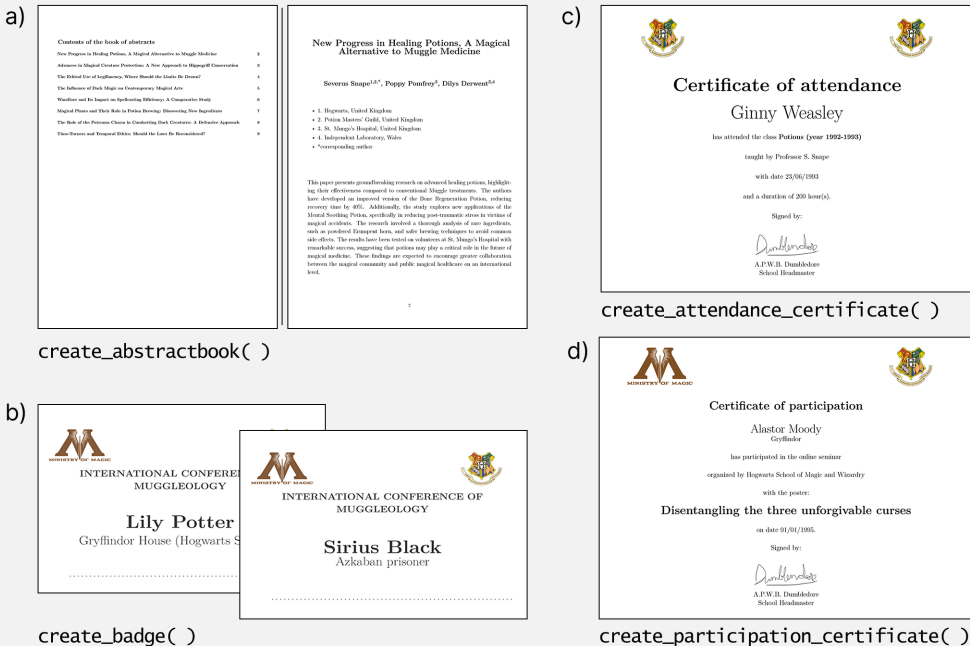 a)
Contents of the book of abstracts
New Progress in Healing Potions, A Magical Alternative to Muggle Medicine 2
Advances in Magical Creature Protection: A New Approach to Hippogriff Conservation 3
The Ethical Use of Legilimency, Where Should the Limits Be Drawn? 4
The Influence of Dark Magic on Contemporary Magical Arts 5
Wandlore and Its Impact on Spellcasting Efficiency: A Comparative Study 6
Magical Plants and Their Role in Potion Brewing: Discovering New Ingredients 7
The Role of the Patronus Charm in Combatting Dark Creatures: A Defensive Approach 8
Time-Turners and Temporal Ethics: Should the Laws Be Reconsidered? 9
New Progress in Healing Potions, A Magical
Alternative to Muggle Medicine
Severus Snape1,2,*, Poppy Pomfrey3, Dilys Derwent3,4
• 1. Hogwarts, United Kingdom
• 2. Potion Masters' Guild, United Kingdom
• 3. St. Mungo's Hospital, United Kingdom
• 4. Independent Laboratory, Wales
• *corresponding author
This paper presents groundbreaking research on advanced healing potions, highlight-
ing their effectiveness compared to conventional Muggle treatments. The authors
have developed an improved version of the Bone Regeneration Potion, reducing
recovery time by 40%. Additionally, the study explores new applications of the
Mental Soothing Potion, specifically in reducing post-traumatic stress in victims of
magical accidents. The research involved a thorough analysis of rare ingredients,
such as powdered Erumpent horn, and safer brewing techniques to avoid common
side effects. The results have been tested on volunteers at St. Mungo's Hospital with
remarkable success, suggesting that potions may play a critical role in the future of
magical medicine. These findings are expected to encourage greater collaboration
between the magical community and public magical healthcare on an international
level.
2
create_abstractbook( )
b)
MINISTRY OF MAGIC
INTERNATIONAL CONFERE
MUGGLEOLOGY
Lily Potter
Gryffindor House (Hogwarts S
MINISTRY OF MAGIC
INTERNATIONAL CONFERENCE OF
MUGGLEOLOGY
Sirius Black
Azkaban prisoner
create_badge( )
c)
Certificate of attendance
Ginny Weasley
has attended the class Potions (year 1992-1993)
taught by Professor S. Snape
with date 23/06/1993
and a duration of 200 hour(s).
Signed by:
Dumbledore
A.P.W.B. Dumbledore
School Headmaster
create_attendance_certificate( )
d)
MINISTRY OF MAGIC
Certificate of participation
Alastor Moody
Gryffindor
has participated in the online seminar
organized by Hogwarts School of Magic and Wizardry
with the poster:
Disentangling the three unforgivable curses
on date 01/01/1995.
Signed by:
Dumbledore
A.P.W.B. Dumbledore
School Headmaster
create_participation_certificate( )